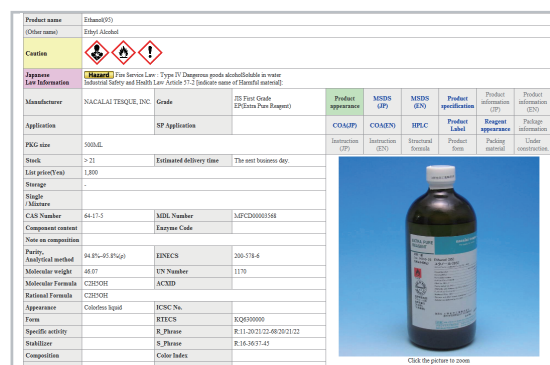 Product name Ethanol(95)
(Other name) Ethyl Alcohol
Caution
Japanese Law Information Hazard Fire Service Law : Type IV Dangerous goods alcoholSoluble in water
Industrial Safety and Health Law Article 57-2 [indicate name of Harmful material]:
Manufacturer NACALAI TESQUE, INC. Grade JIS First Grade
EP(Extra Pure Reagent)
Product appearance MSDS (JP) MSDS (EN) Product specification Product information (JP) Product information (EN)
Application SP Application
COA(JP) COA(EN) HPLC Product Label Reagent appearance Package information
PKG size 500ML
Instruction (JP) Instruction (EN) Structural formula Product form Packing material Under construction.
Stock > 21 Estimated delivery time The next business day.
List price(Yen) 1,800
Storage -
Single
/Mixture
CAS Number 64-17-5 MDL Number MFCD00003568
Component content Enzyme Code
Note on composition
Purity,
Analytical method 94.8%-95.8%(ρ) EINECS 200-578-6
Molecular weight 46.07 UN Number 1170
Molecular Formula C2H5OH ACXID
Rational Formula C2H5OH
Appearance Colorless liquid ICSC No.
Form RTECS KQ6300000
Specific activity R_Phrase R:11-20/21/22-68/20/21/22
Stabilizer S_Phrase R:16-36/37-45
Composition Color Index
Click the picture to zoom